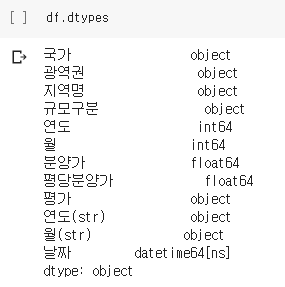 [ ] df.dtypes
국가 object
광역권 object
지역명 object
규모구분 object
연도 int64
월 int64
분양가 float64
평당분양가 float64
평가 object
연도(str) object
월(str) object
날짜 datetime64[ns]
dtype: object